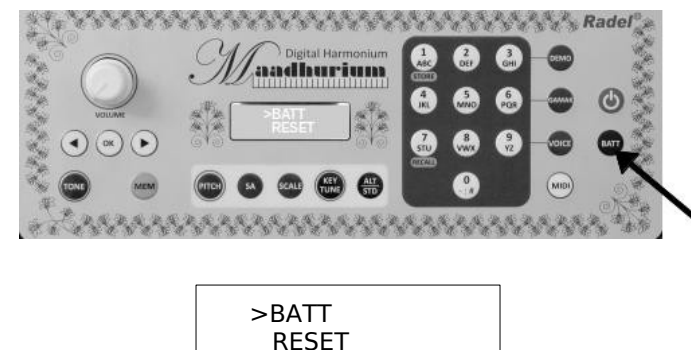 Radel®
Digital Harmonium
Maadhurium
VOLUME
>BATT
RESET
OK
TONE
MEM
PITCH
SA
SCALE
KEY
TUNE
ALT
STD
1
ABC
2
DEF
3
GHI
DEMO
STORE
4
JKL
5
MNO
6
PQR
GAMAK
7
STU
8
VWX
9
YZ
VOICE
BATT
RECALL
0
- : #
MIDI
>BATT
RESET